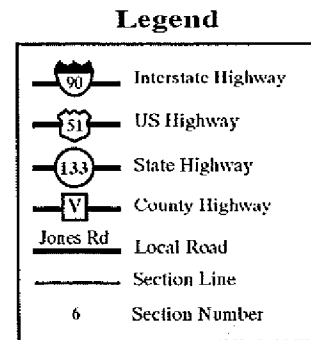 Legend
90 Interstate Highway
51 US Highway
133 State Highway
V County Highway
Jones Rd Local Road
Section Line
6 Section Number